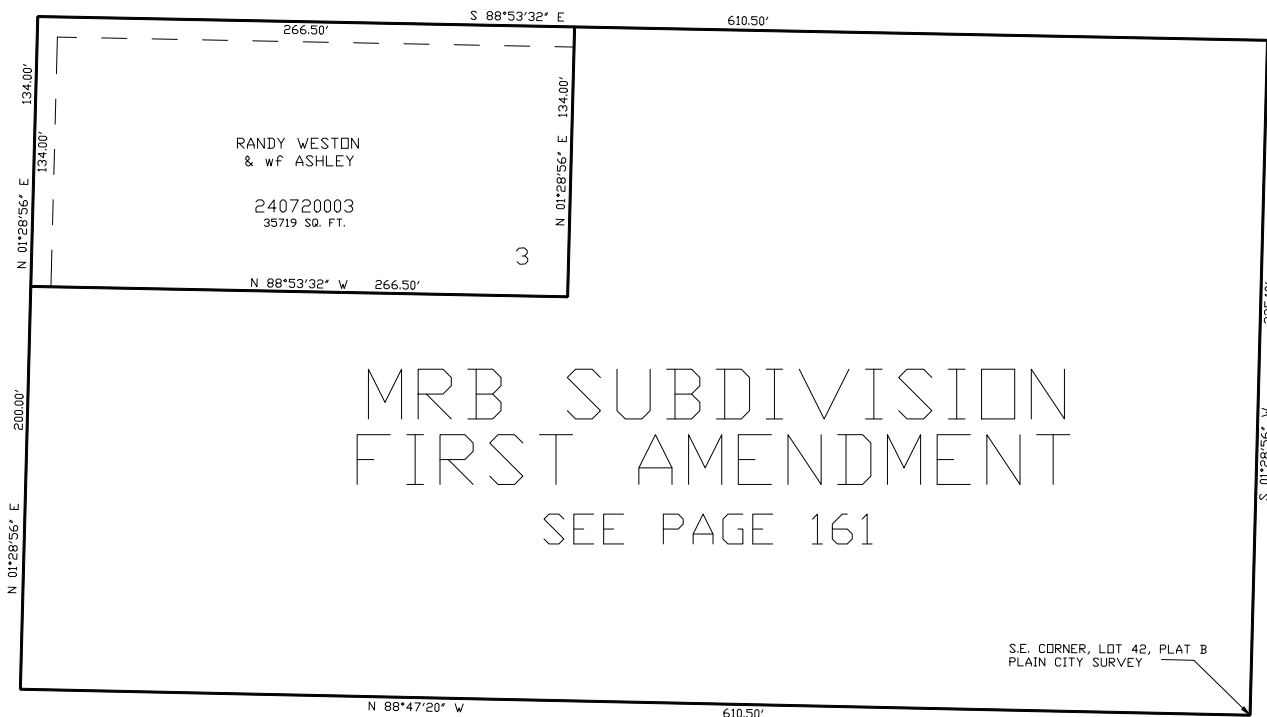 S 88°53'32" E 610.50'
266.50'
134.00'
134.00'
N 01°28'56" E
134.00'
N 01°28'56" E
RANDY WESTON
& wf ASHLEY
240720003
35719 SQ. FT.
3
N 88°53'32" W 266.50'
200.00'
N 01°28'56" E
MRB SUBDIVISION
FIRST AMENDMENT
SEE PAGE 161
S 01°28'56" W
S.E. CORNER, LOT 42, PLAT B
PLAIN CITY SURVEY
N 88°47'20" W 610.50'